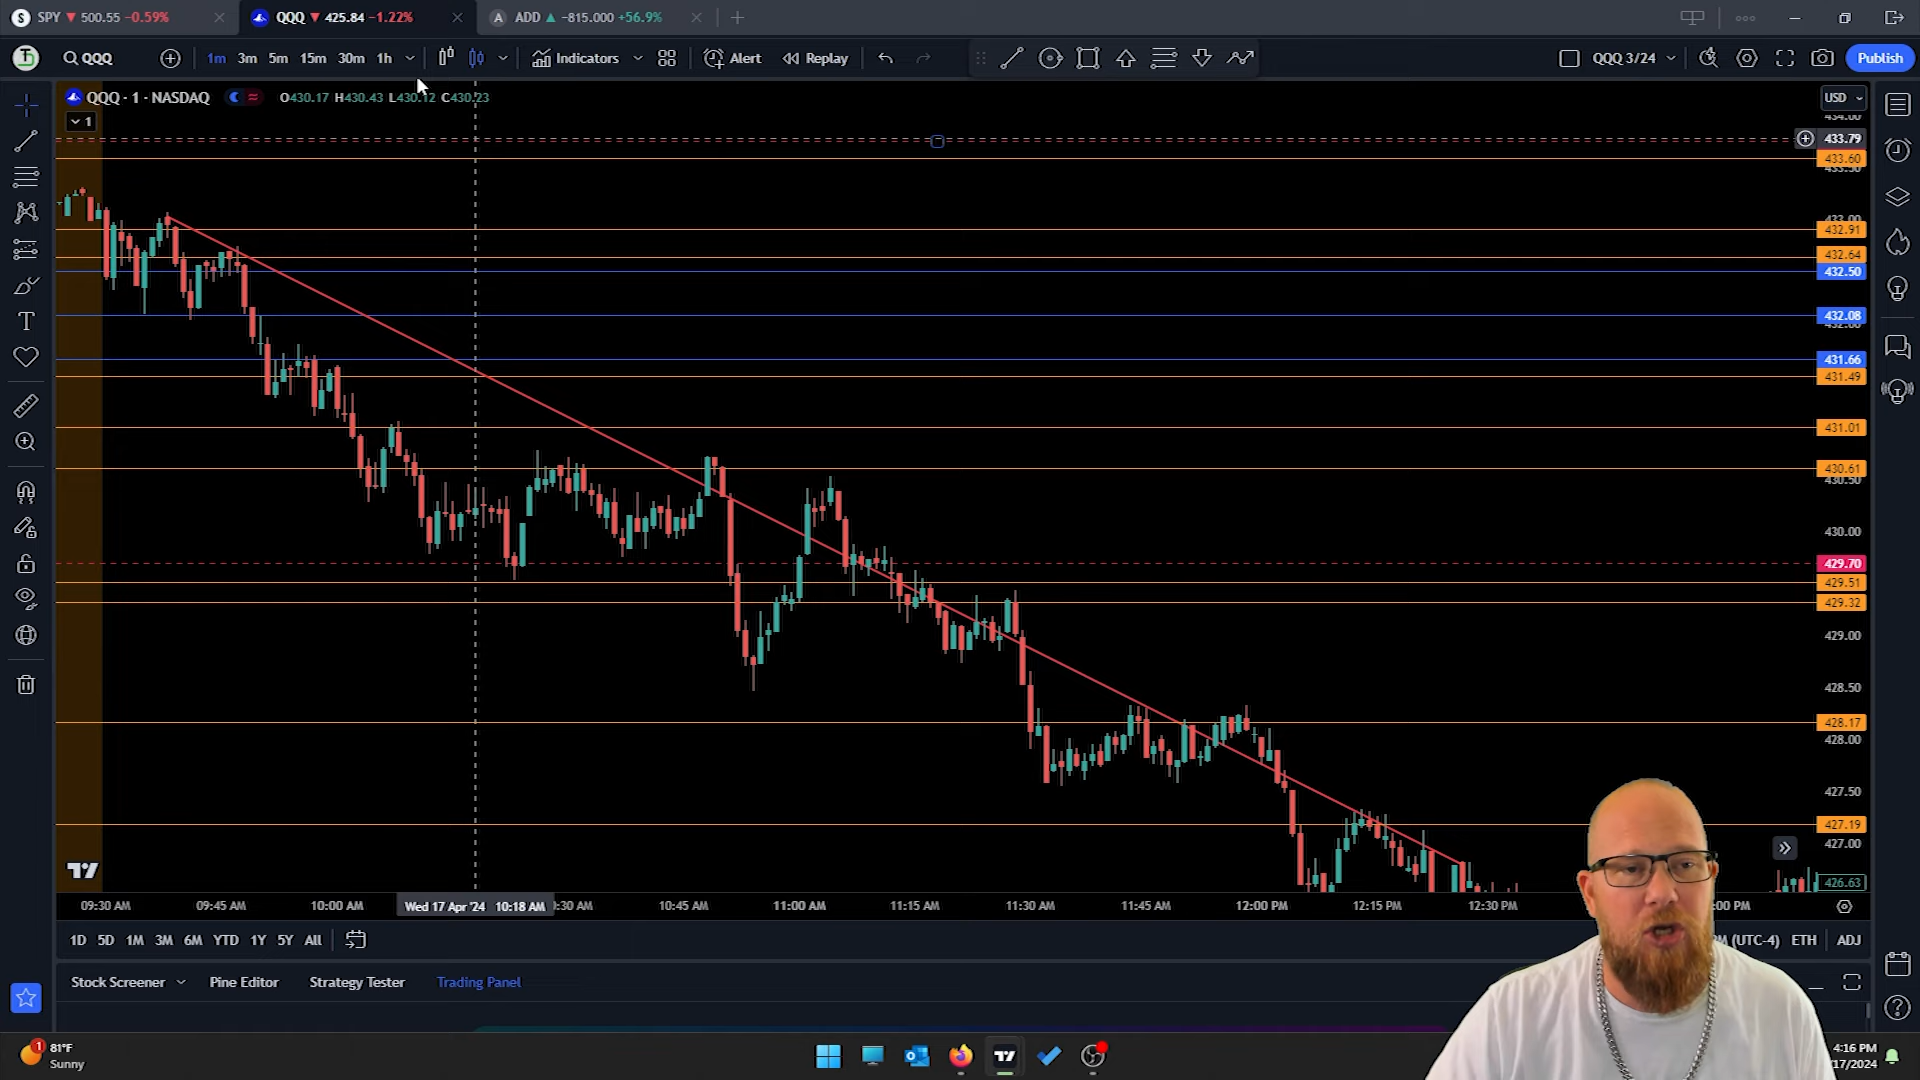 S SPY ▼ 500.55 −0.59%
QQQ ▼ 425.84 −1.22%
A ADD ▲ −815.000 +56.9%
QQQ 1m 3m 5m 15m 30m 1h Indicators Alert Replay QQQ 3/24 Publish
QQQ · 1 · NASDAQ O430.17 H430.43 L430.12 C430.23
USD
1
434.00
433.79
433.60
433.50
433.00
432.91
432.64
432.50
432.08
432.00
431.66
431.49
431.01
430.61
430.50
430.00
429.70
429.51
429.32
429.00
428.50
428.17
428.00
427.50
427.19
427.00
426.63
09:30 AM 09:45 AM 10:00 AM Wed 17 Apr '24 10:18 AM :30 AM 10:45 AM 11:00 AM 11:15 AM 11:30 AM 11:45 AM 12:00 PM 12:15 PM 12:30 PM :00 PM
1D 5D 1M 3M 6M YTD 1Y 5Y All (UTC-4) ETH ADJ
Stock Screener Pine Editor Strategy Tester Trading Panel
1
81°F
Sunny
4:16 PM
/17/2024